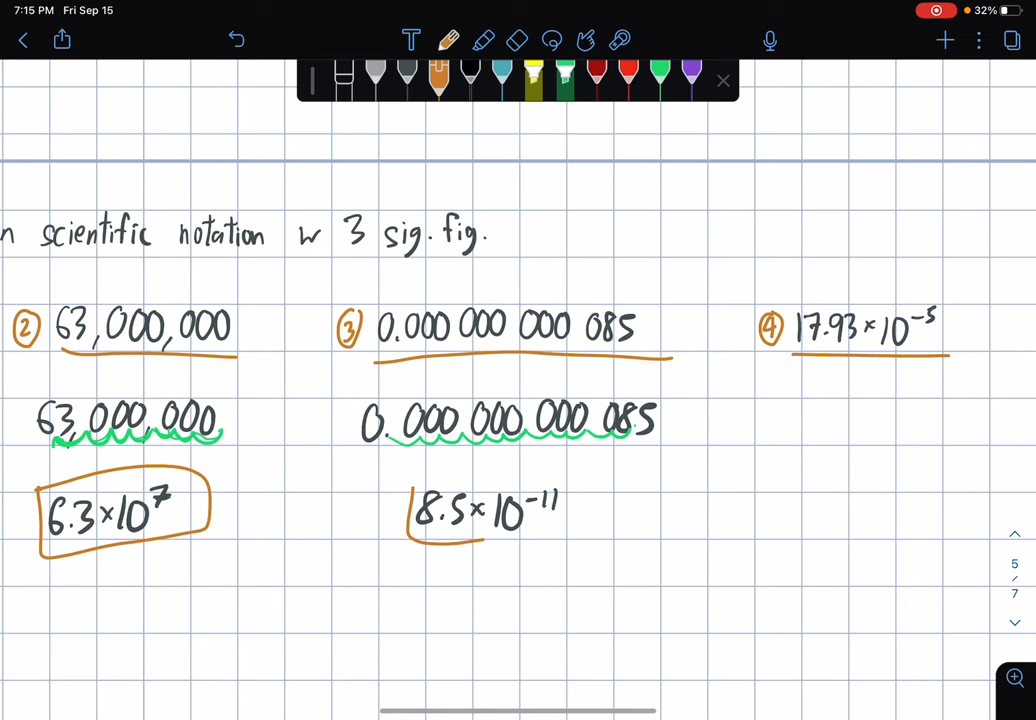 7:15 PM Fri Sep 15
32%
T
n scientific notation w 3 sig. fig.
② 63,000,000
③ 0.000 000 000 085
④ 17.93 × 10⁻⁵
63,000,000
0.000 000 000 085
6.3 × 10⁷
8.5 × 10⁻¹¹
5
/
7